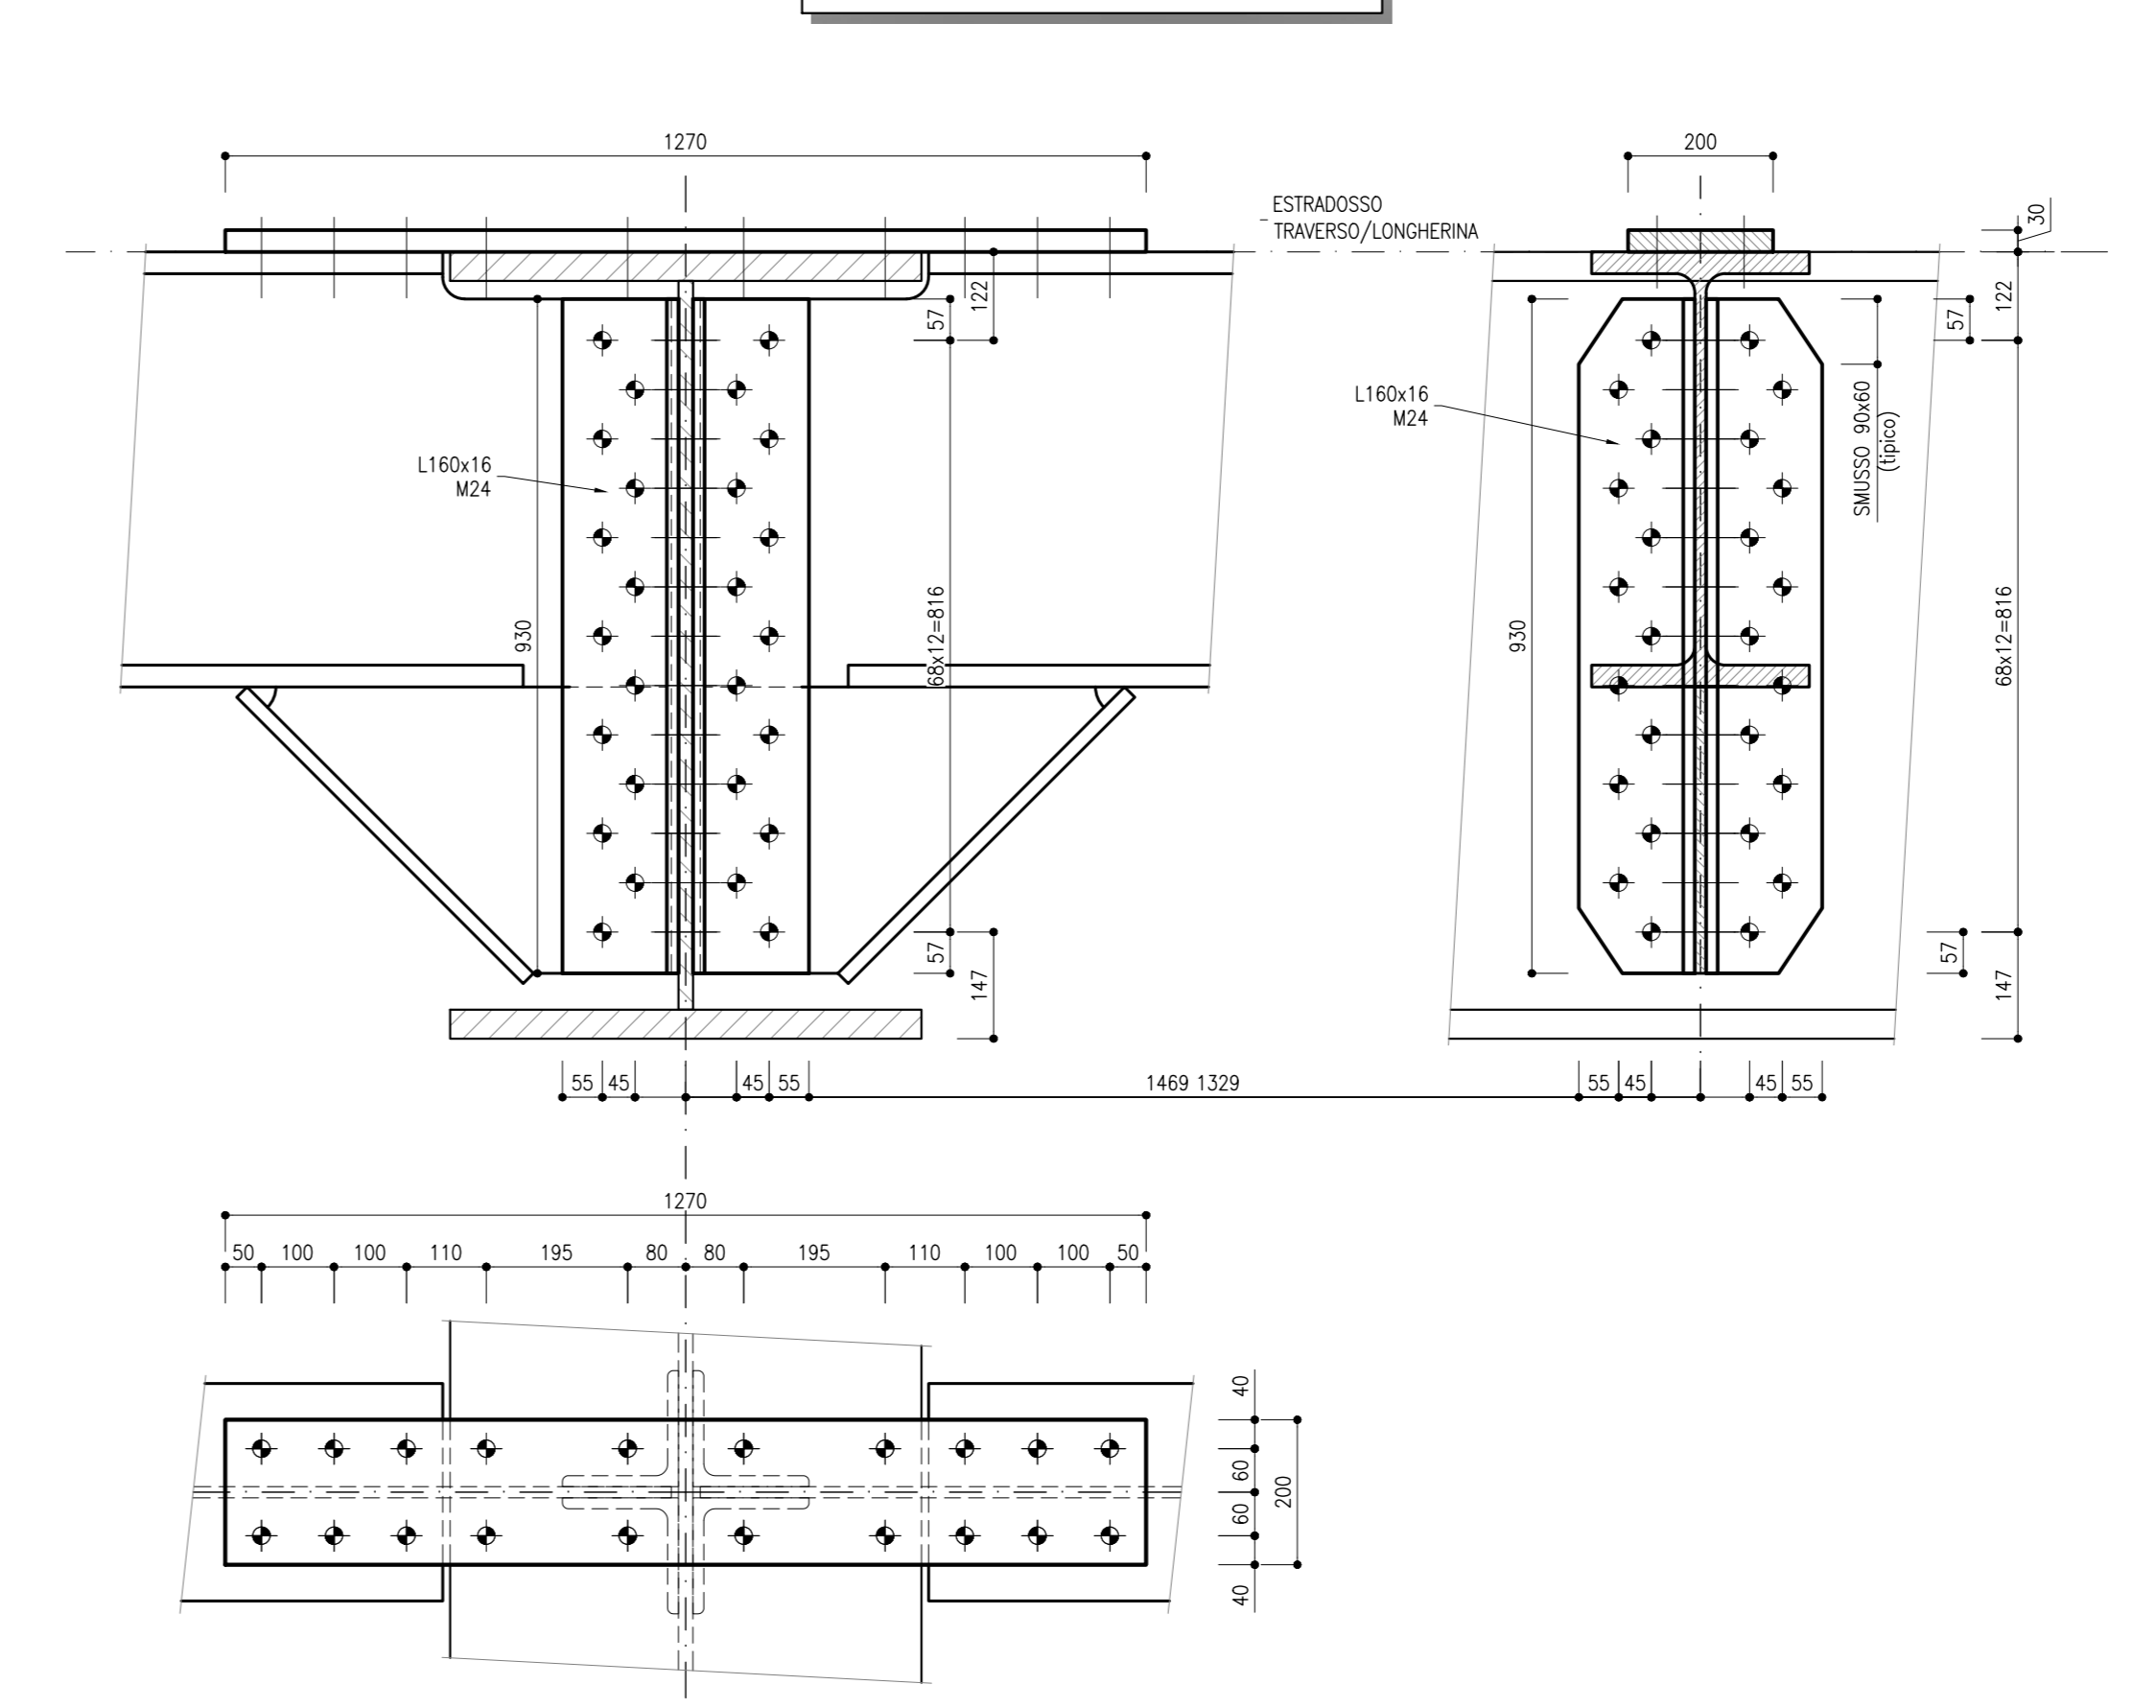 1270
200
ESTRADOSSO
TRAVERSO/LONGHERINA
30
122
57
122
57
L160x16
M24
SMUSSO 90x60
(tipico)
L160x16
M24
930
68x12=816
930
68x12=816
57
147
57
147
55 45 45 55
1469 1329
55 45 45 55
1270
50 100 100 110 195 80 80 195 110 100 100 50
40
60
200
60
40